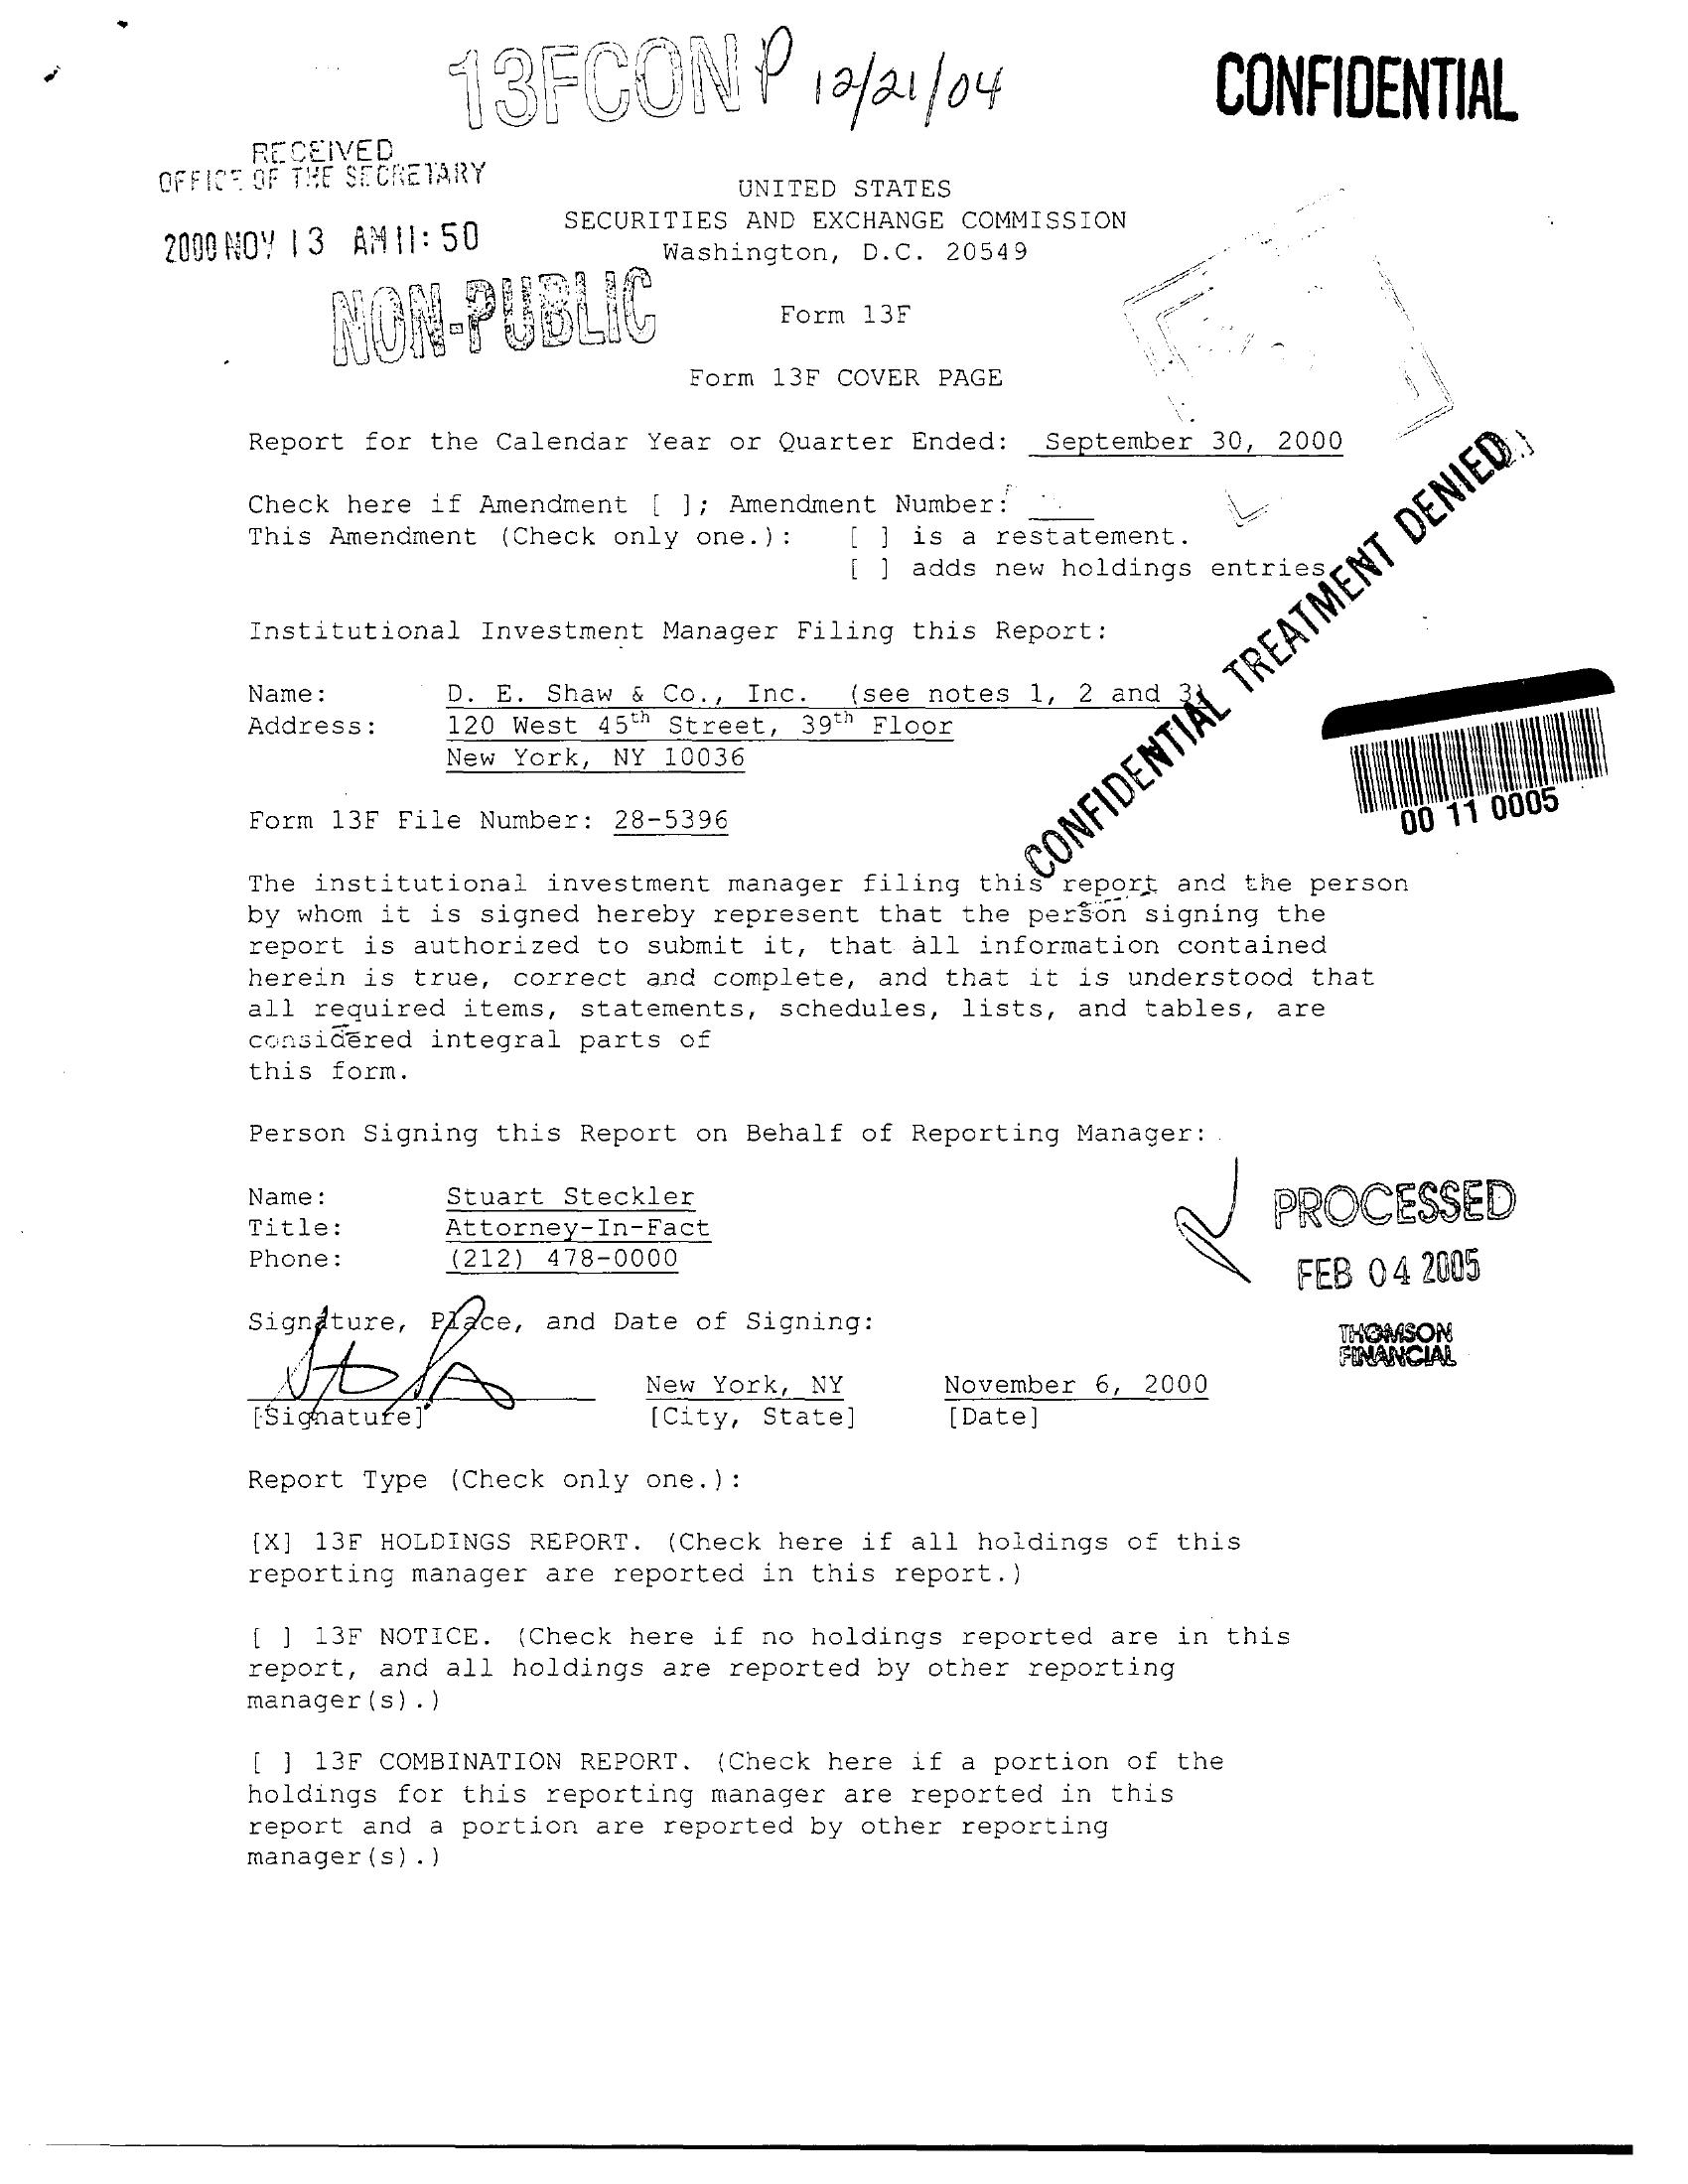 13FCONP 12/21/04
CONFIDENTIAL
RECEIVED
OFFICE OF THE SECRETARY
2000 NOV 13 AM 11:50
NON-PUBLIC
UNITED STATES
SECURITIES AND EXCHANGE COMMISSION
Washington, D.C. 20549
Form 13F
Form 13F COVER PAGE
Report for the Calendar Year or Quarter Ended: September 30, 2000
Check here if Amendment [ ]; Amendment Number:
This Amendment (Check only one.): [ ] is a restatement.
[ ] adds new holdings entries
CONFIDENTIAL TREATMENT DENIED
Institutional Investment Manager Filing this Report:
Name: D. E. Shaw & Co., Inc. (see notes 1, 2 and 3)
Address: 120 West 45th Street, 39th Floor
New York, NY 10036
00 11 0005
Form 13F File Number: 28-5396
The institutional investment manager filing this report and the person
by whom it is signed hereby represent that the person signing the
report is authorized to submit it, that all information contained
herein is true, correct and complete, and that it is understood that
all required items, statements, schedules, lists, and tables, are
considered integral parts of
this form.
Person Signing this Report on Behalf of Reporting Manager:
Name: Stuart Steckler
Title: Attorney-In-Fact
Phone: (212) 478-0000
PROCESSED
FEB 04 2005
THOMSON
FINANCIAL
Signature, Place, and Date of Signing:
New York, NY November 6, 2000
[Signature] [City, State] [Date]
Report Type (Check only one.):
[X] 13F HOLDINGS REPORT. (Check here if all holdings of this
reporting manager are reported in this report.)
[ ] 13F NOTICE. (Check here if no holdings reported are in this
report, and all holdings are reported by other reporting
manager(s).)
[ ] 13F COMBINATION REPORT. (Check here if a portion of the
holdings for this reporting manager are reported in this
report and a portion are reported by other reporting
manager(s).)